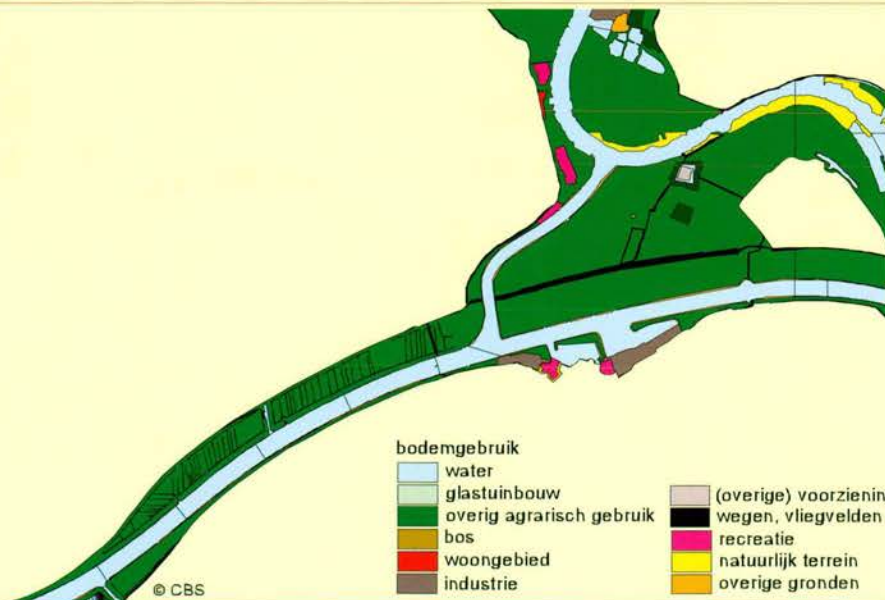 bodemgebruik
water
glastuinbouw
overig agrarisch gebruik
bos
woongebied
industrie
(overige) voorzienin
wegen, vliegvelden
recreatie
natuurlijk terrein
overige gronden
© CBS